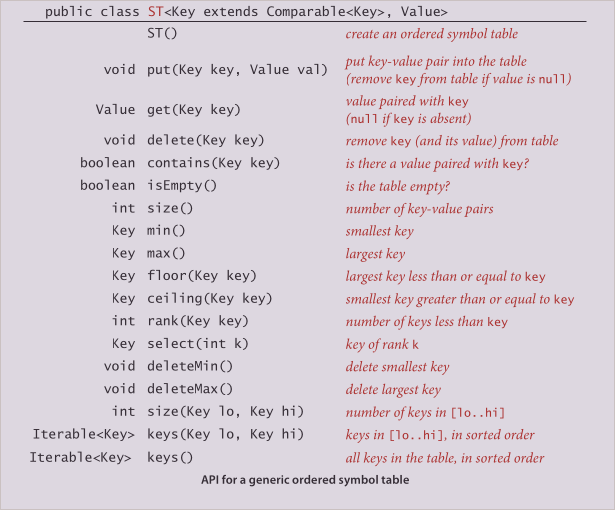 public class ST<Key extends Comparable<Key>, Value>
ST() create an ordered symbol table
void put(Key key, Value val) put key-value pair into the table
(remove key from table if value is null)
Value get(Key key) value paired with key
(null if key is absent)
void delete(Key key) remove key (and its value) from table
boolean contains(Key key) is there a value paired with key?
boolean isEmpty() is the table empty?
int size() number of key-value pairs
Key min() smallest key
Key max() largest key
Key floor(Key key) largest key less than or equal to key
Key ceiling(Key key) smallest key greater than or equal to key
int rank(Key key) number of keys less than key
Key select(int k) key of rank k
void deleteMin() delete smallest key
void deleteMax() delete largest key
int size(Key lo, Key hi) number of keys in [lo..hi]
Iterable<Key> keys(Key lo, Key hi) keys in [lo..hi], in sorted order
Iterable<Key> keys() all keys in the table, in sorted order
API for a generic ordered symbol table